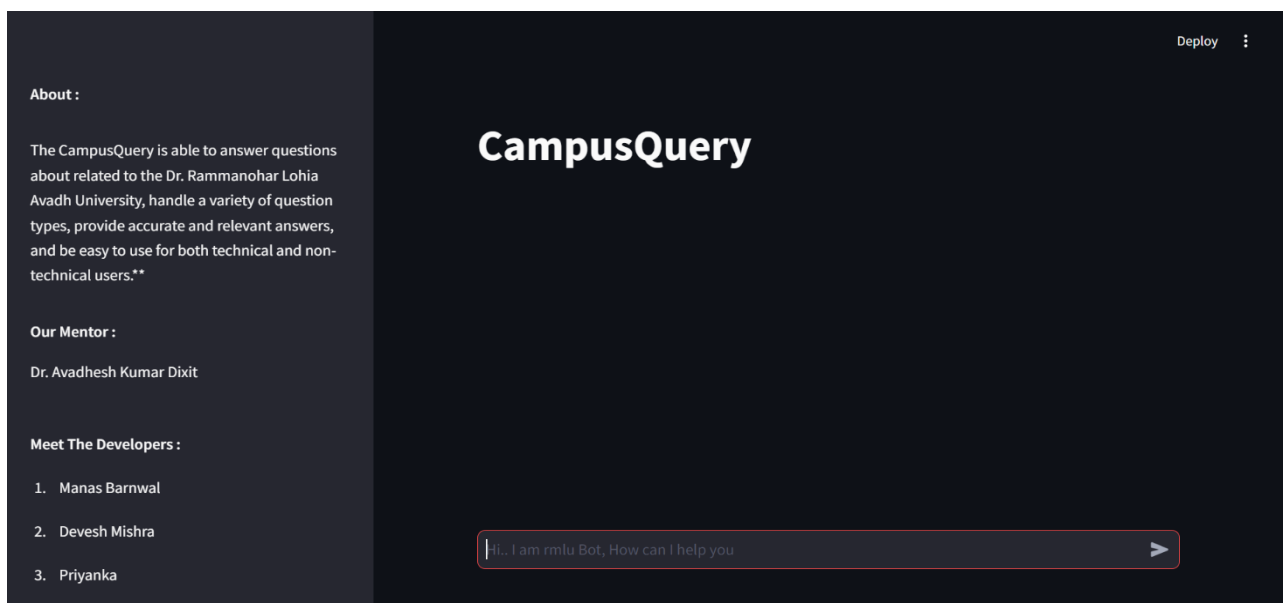 Deploy
About :
The CampusQuery is able to answer questions
about related to the Dr. Rammanohar Lohia
Avadh University, handle a variety of question
types, provide accurate and relevant answers,
and be easy to use for both technical and non-
technical users.**
Our Mentor :
Dr. Avadhesh Kumar Dixit
Meet The Developers :
1. Manas Barnwal
2. Devesh Mishra
3. Priyanka
CampusQuery
Hi.. I am rmlu Bot, How can I help you